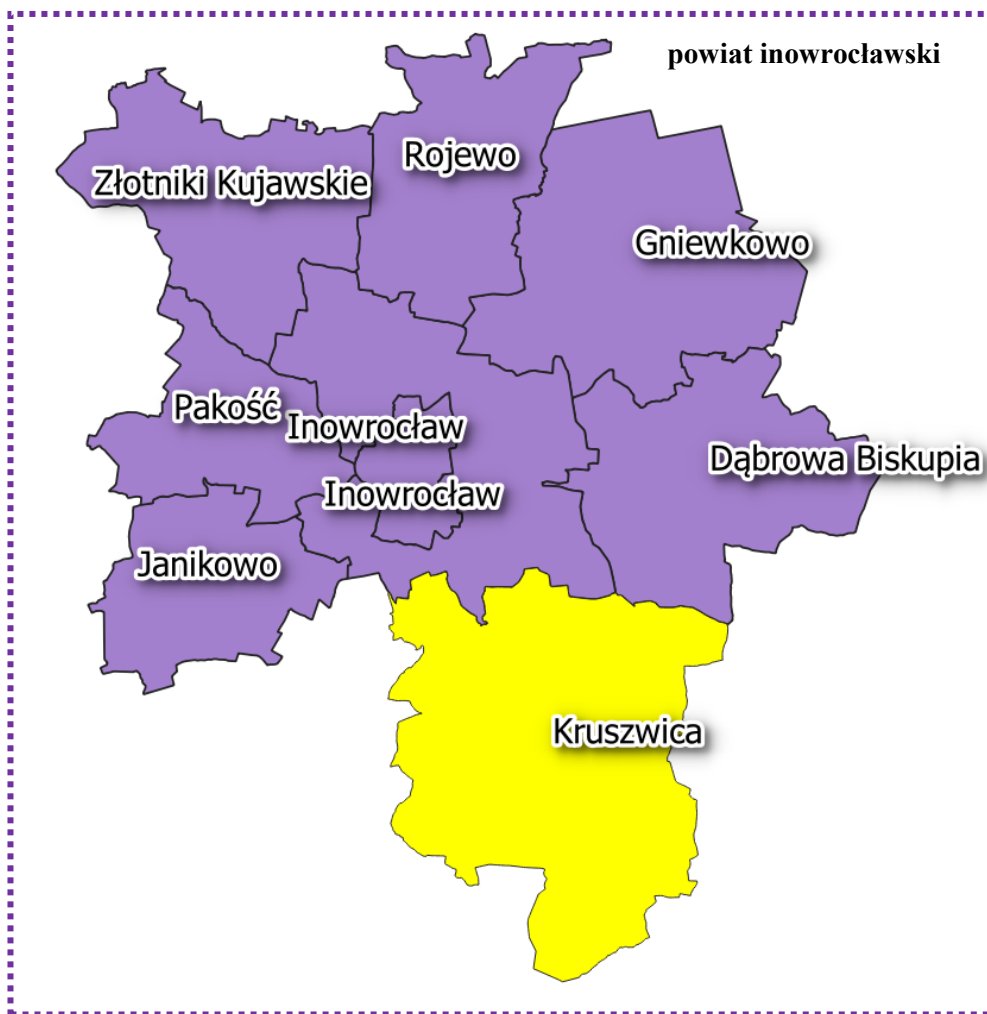 powiat inowrocławski
Rojewo
Złotniki Kujawskie
Gniewkowo
Pakość
Inowrocław
Dąbrowa Biskupia
Inowrocław
Janikowo
Kruszwica